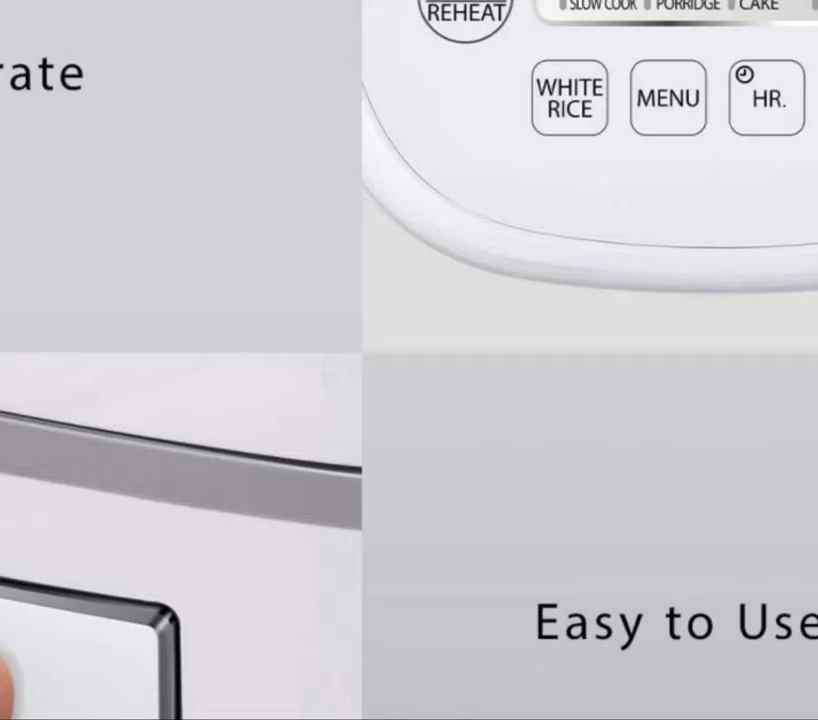 REHEAT
SLOW COOK PORRIDGE CAKE
rate
WHITE
RICE
MENU
HR.
Easy to Use